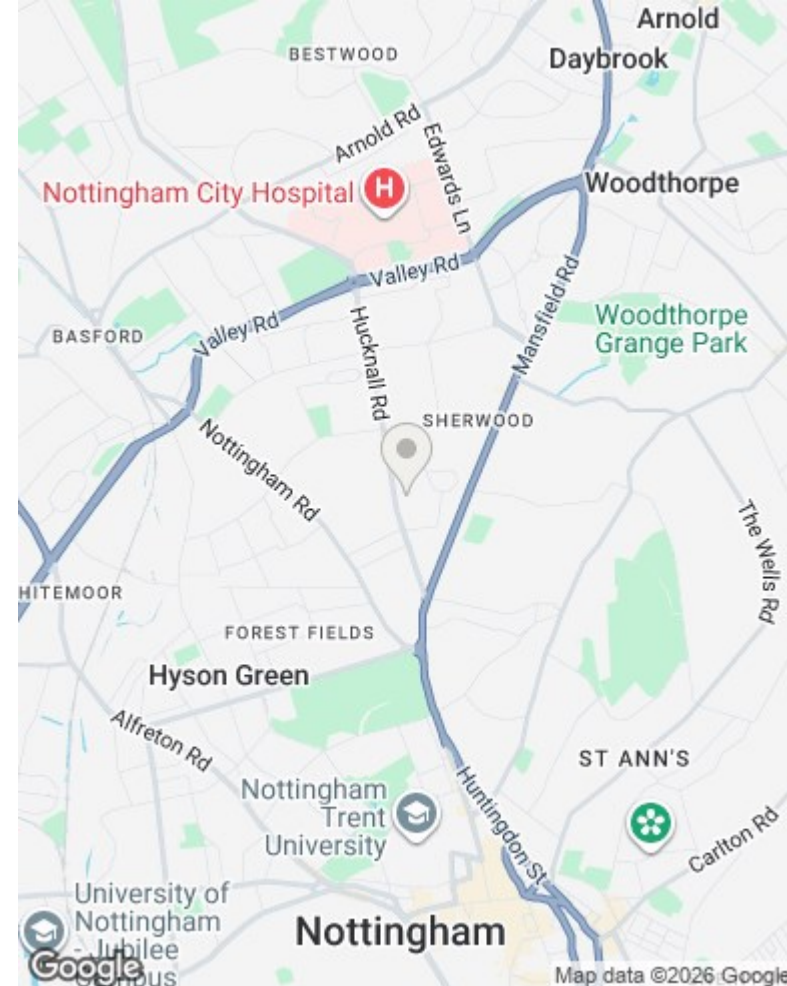 Arnold
Daybrook
BESTWOOD
Arnold Rd
Edwards Ln
Nottingham City Hospital
H
Woodthorpe
Valley Rd
Valley Rd
BASFORD
Hucknall Rd
Mansfield Rd
Woodthorpe
Grange Park
SHERWOOD
Nottingham Rd
The Wells Rd
HITEMOOR
FOREST FIELDS
Hyson Green
Alfreton Rd
ST ANN'S
Nottingham
Trent
University
Huntingdon St
Carlton Rd
University of
Nottingham
- Jubilee
Nottingham
Google
Map data ©2026 Google